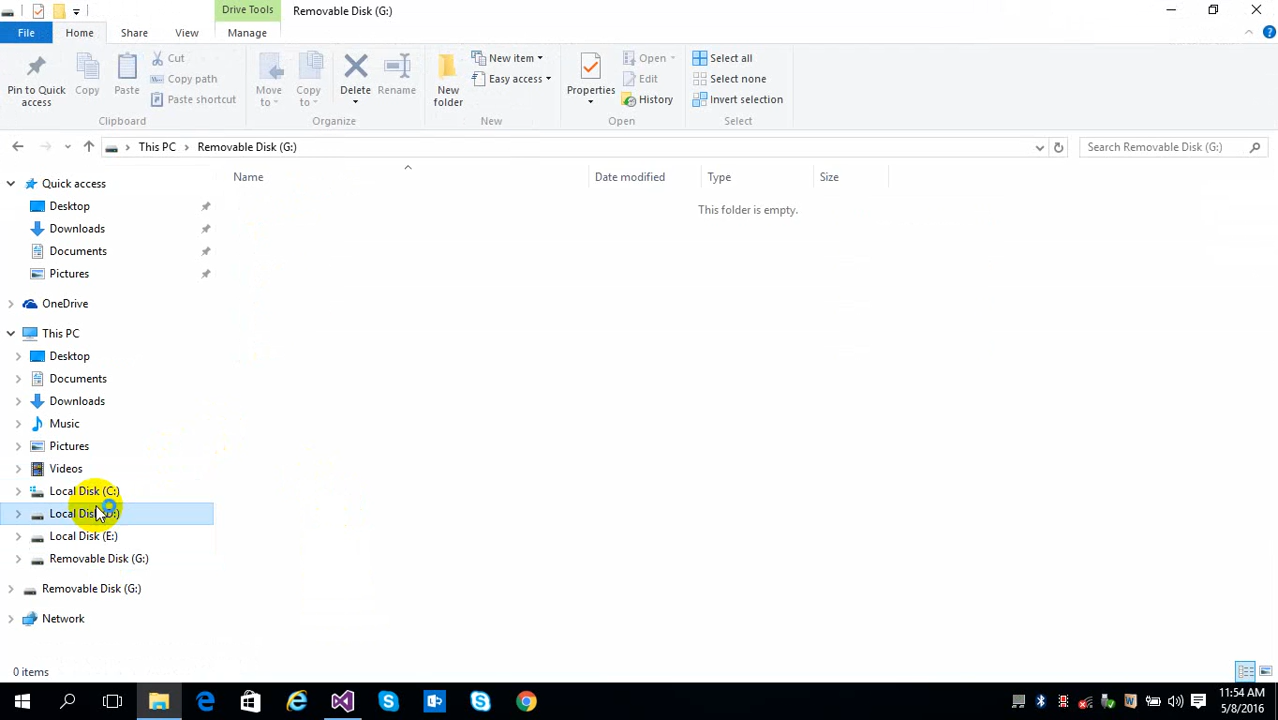 Drive Tools
Removable Disk (G:)
File
Home
Share
View
Manage
Pin to Quick access
Copy
Paste
Cut
Copy path
Paste shortcut
Clipboard
Move to
Copy to
Delete
Rename
Organize
New folder
New item
Easy access
New
Properties
Open
Edit
History
Open
Select all
Select none
Invert selection
Select
This PC
Removable Disk (G:)
Search Removable Disk (G:)
Name
Date modified
Type
Size
This folder is empty.
Quick access
Desktop
Downloads
Documents
Pictures
OneDrive
This PC
Desktop
Documents
Downloads
Music
Pictures
Videos
Local Disk (C:)
Local Disk (D:)
Local Disk (E:)
Removable Disk (G:)
Removable Disk (G:)
Network
0 items
11:54 AM
5/8/2016